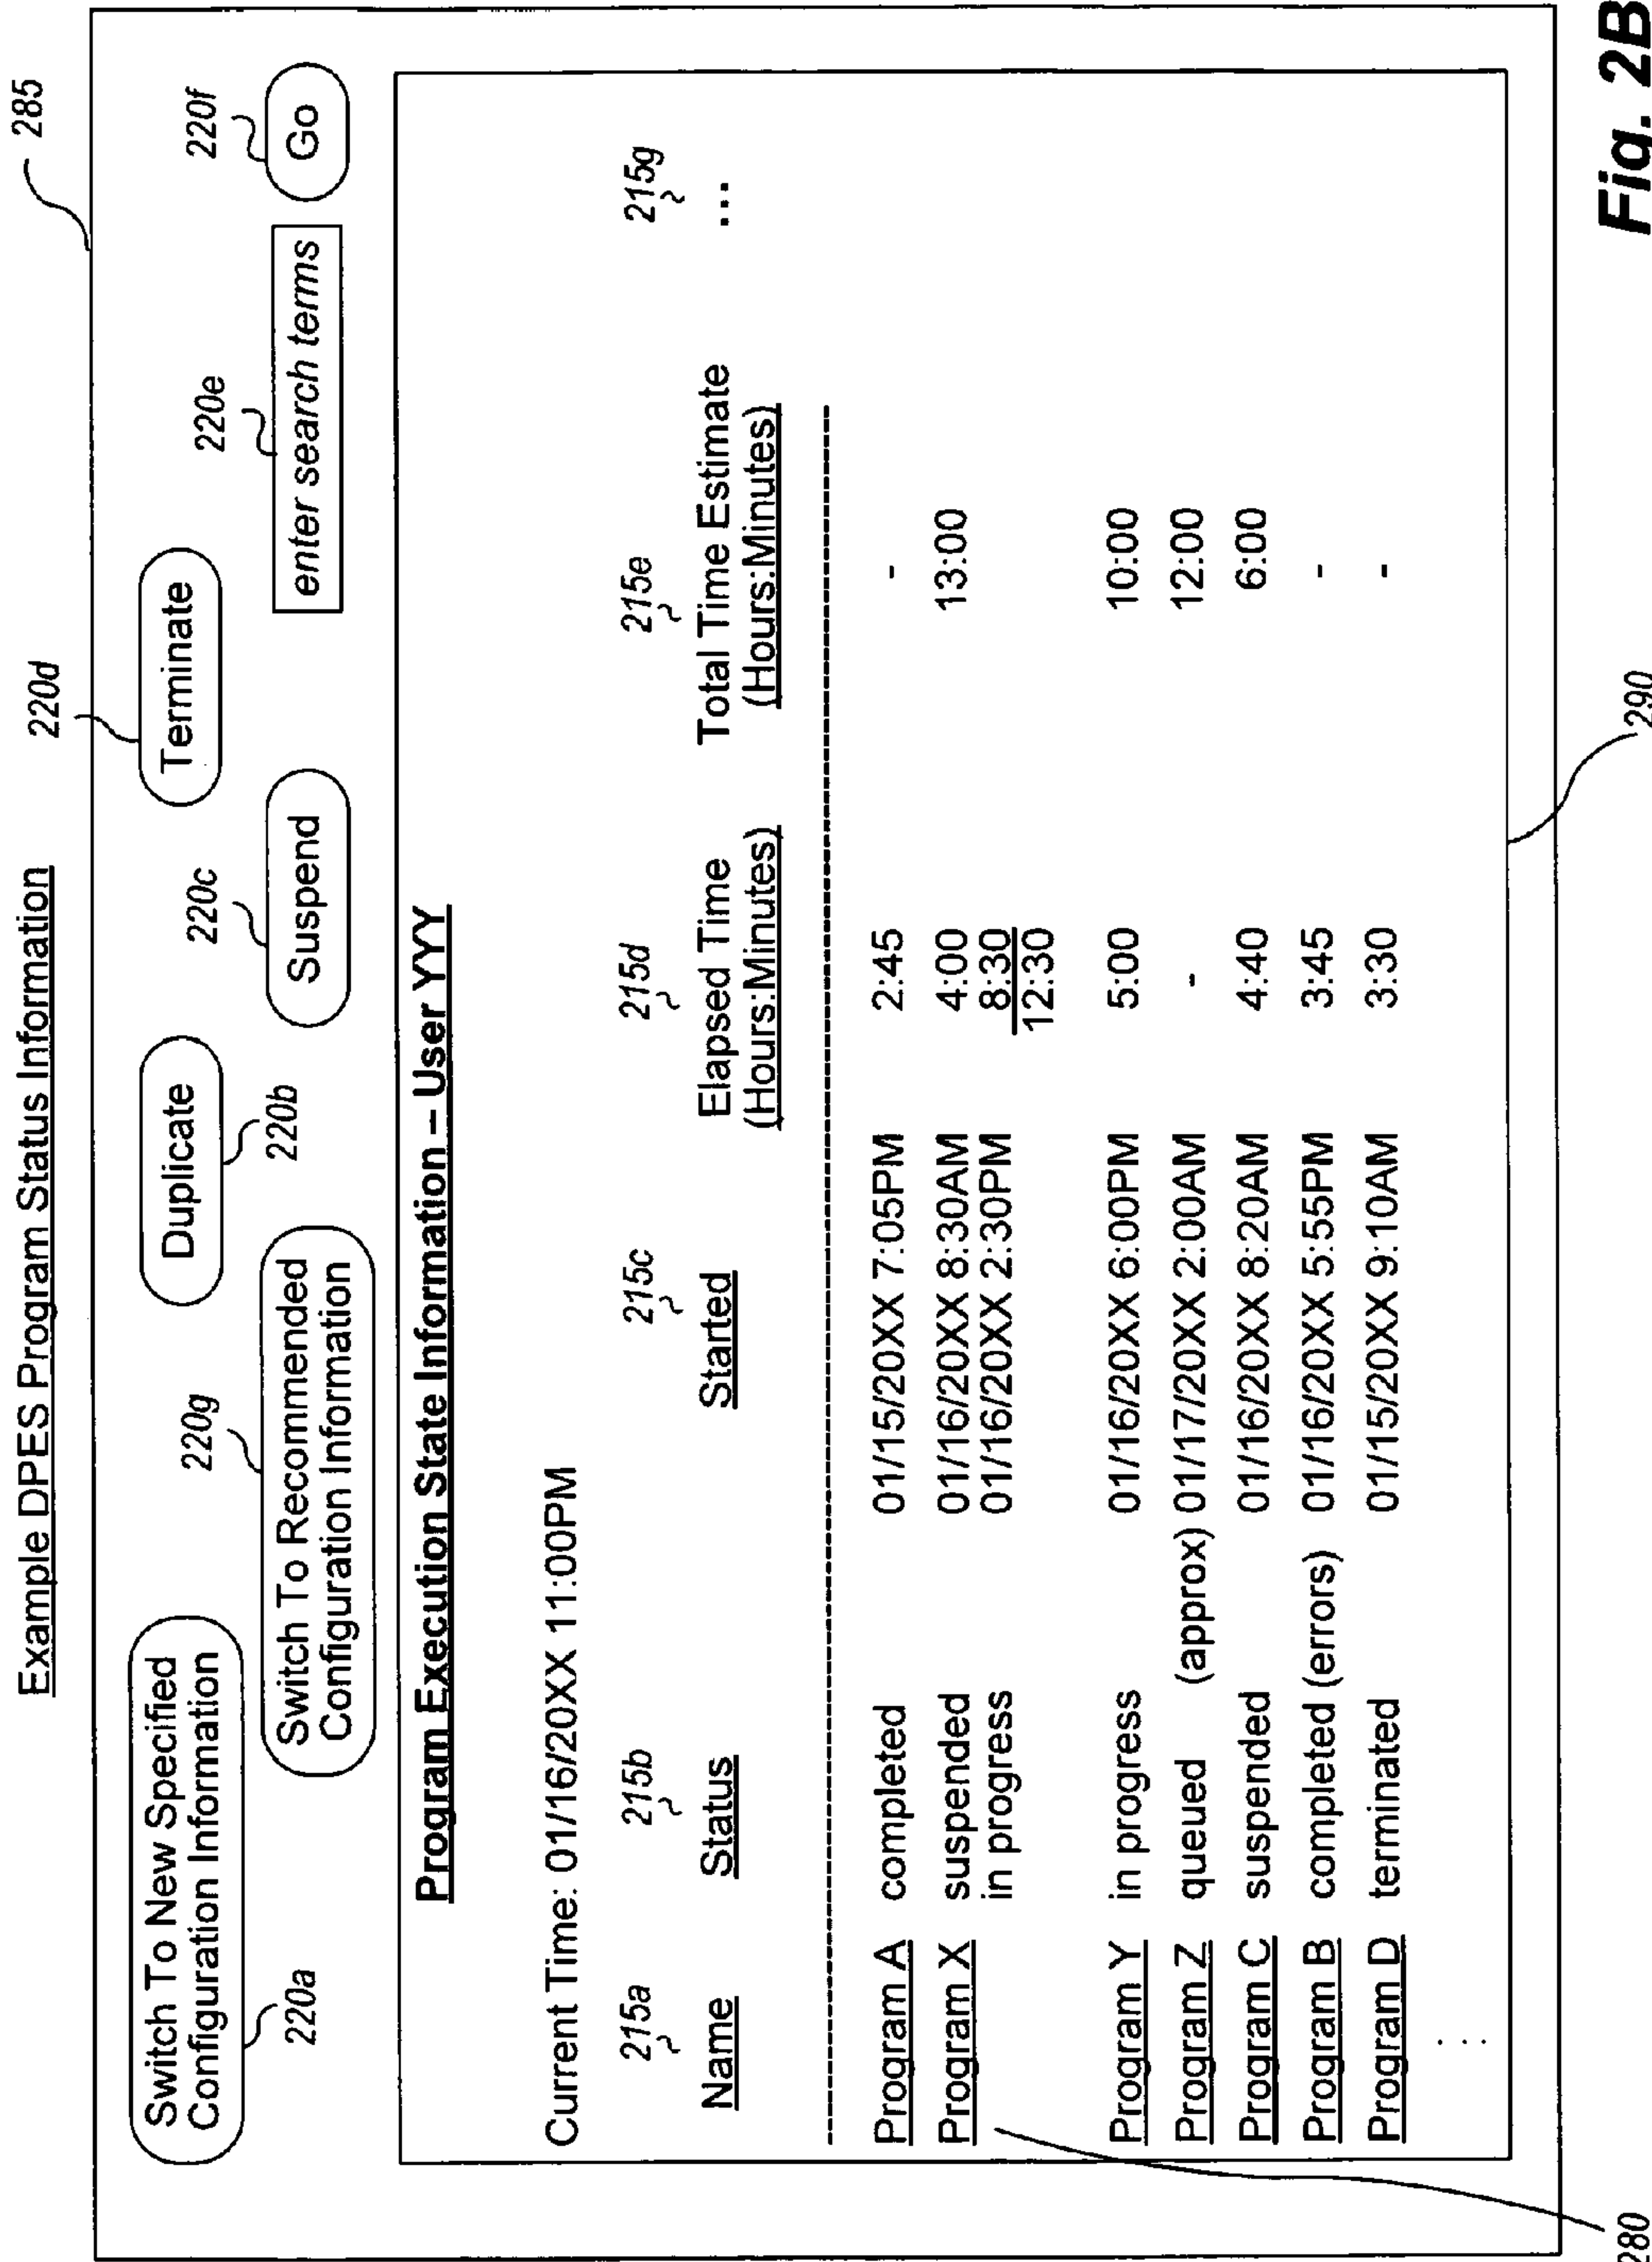 Example DPES Program Status Information
285
Switch To New Specified
Configuration Information
220a
220g
Switch To Recommended
Configuration Information
Duplicate
220b
220c
Suspend
220d
Terminate
220e
enter search terms
220f
Go
Program Execution State Information – User YYY
Current Time: 01/16/20XX 11:00PM
215a 215b 215c 215d 215e 215g
Name Status Started Elapsed Time Total Time Estimate ...
(Hours:Minutes) (Hours:Minutes)
Program A completed 01/15/20XX 7:05PM 2:45 -
Program X suspended 01/16/20XX 8:30AM 4:00 13:00
in progress 01/16/20XX 2:30PM 8:30
12:30
Program Y in progress 01/16/20XX 6:00PM 5:00 10:00
Program Z queued (approx) 01/17/20XX 2:00AM - 12:00
Program C suspended 01/16/20XX 8:20AM 4:40 6:00
Program B completed (errors) 01/16/20XX 5:55PM 3:45 -
Program D terminated 01/15/20XX 9:10AM 3:30 -
...
280
290
Fig. 2B